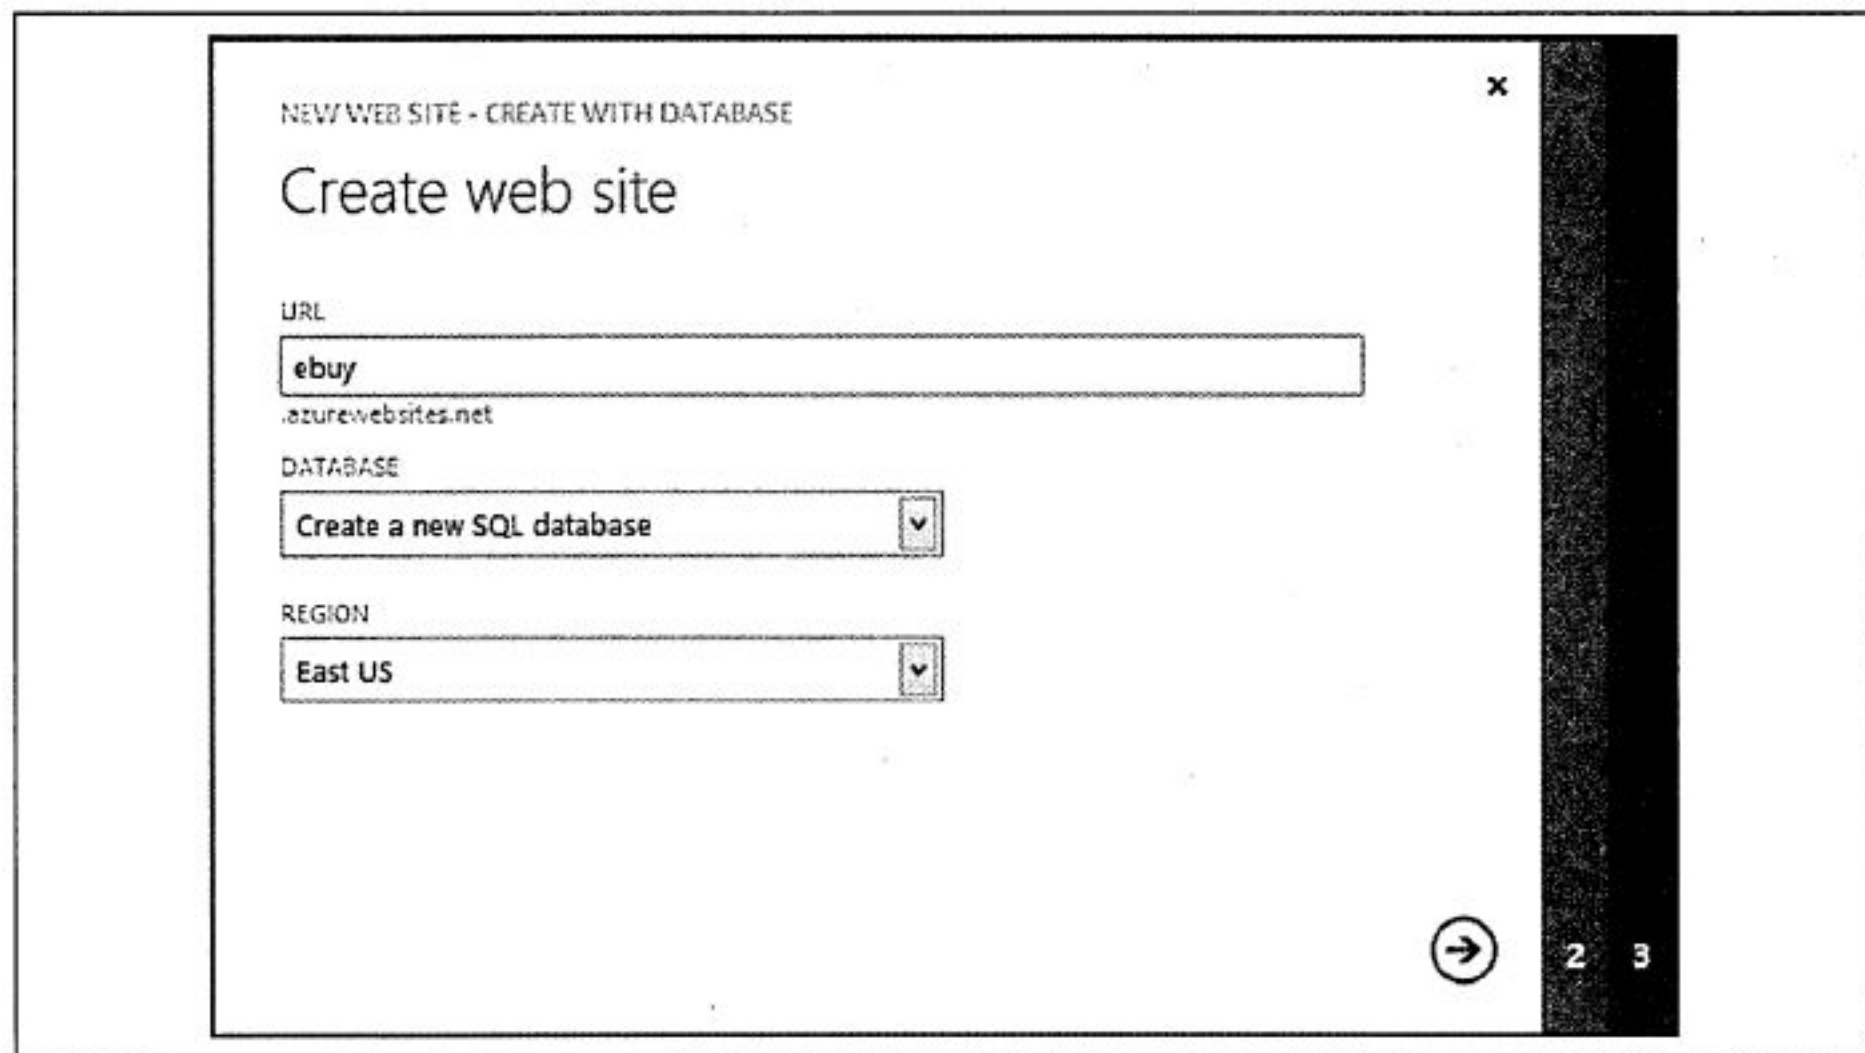 NEW WEB SITE - CREATE WITH DATABASE
Create web site
URL
ebuy
.azurewebsites.net
DATABASE
Create a new SQL database
REGION
East US
2 3